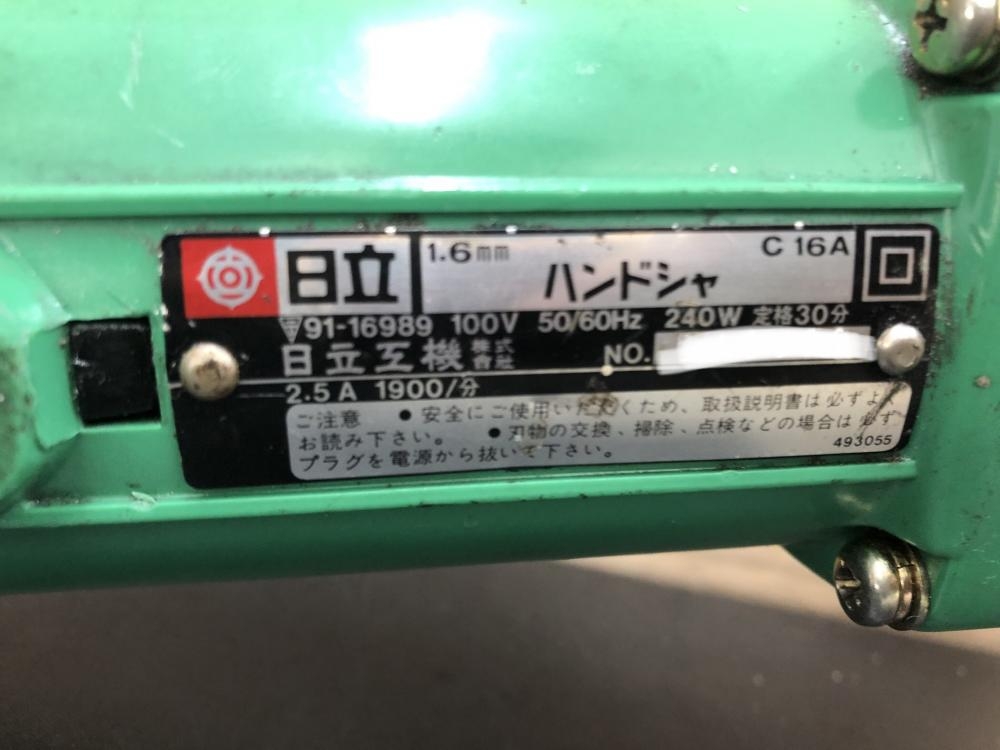 日立
1.6mm
C 16A
ハンドシャ
〒91-16989 100V 50/60Hz 240W 定格30分
日立工機 株式会社 NO.
2.5A 1900/分
ご注意 ●安全にご使用いただくため、取扱説明書は必ずよく
お読み下さい。 ●刃物の交換、掃除、点検などの場合は必ず
プラグを電源から抜いて下さい。
493055